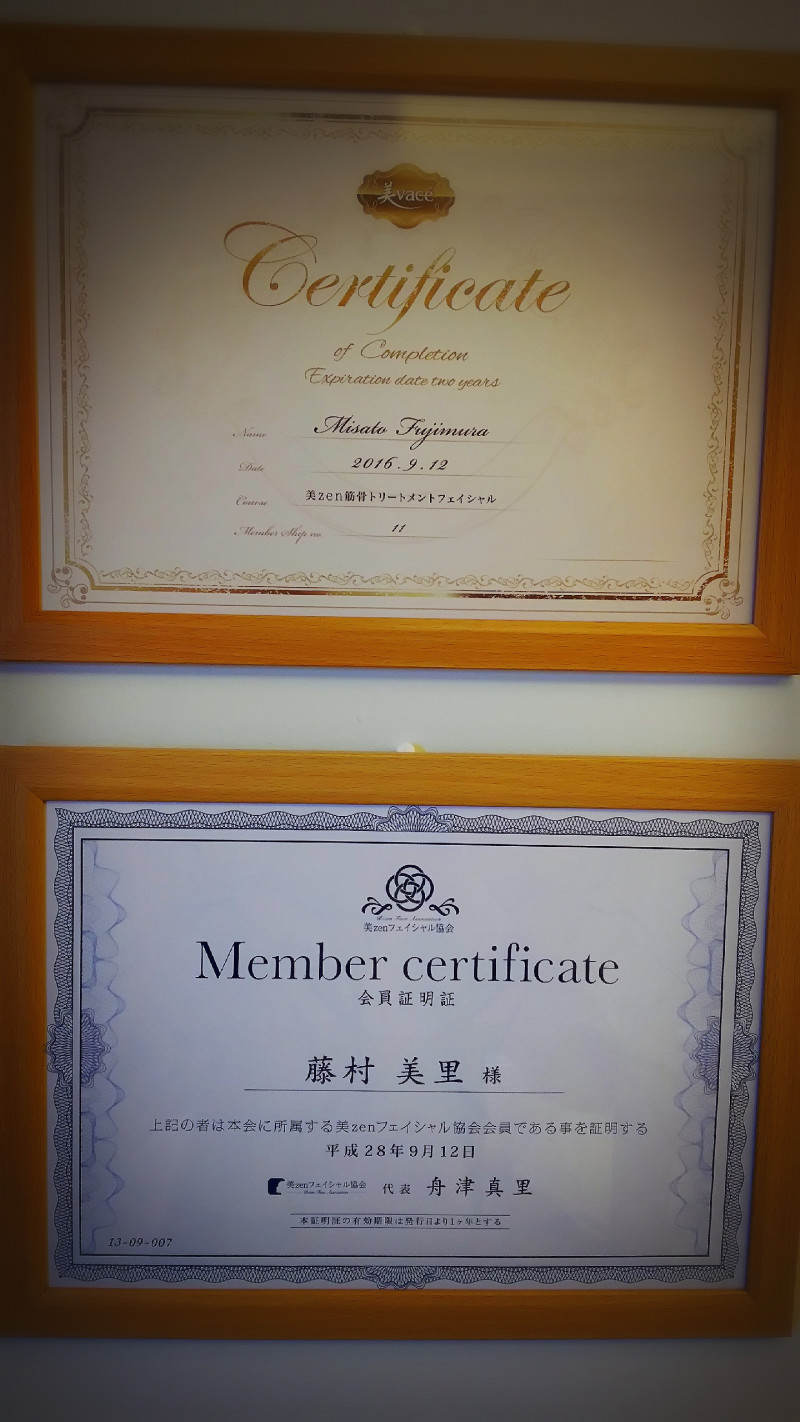 美vace
Certificate
of Completion
Expiration date two years
Name Misato Fujimura
Date 2016.9.12
Course 美zen筋骨トリートメントフェイシャル
Member Ship no. 11
美zenフェイシャル協会
Member certificate
会員証明証
藤村 美里 様
上記の者は本会に所属する美zenフェイシャル協会会員である事を証明する
平成28年9月12日
美zenフェイシャル協会 代表 舟津真里
本証明証の有効期限は発行日より1ヶ年とする
13-09-007